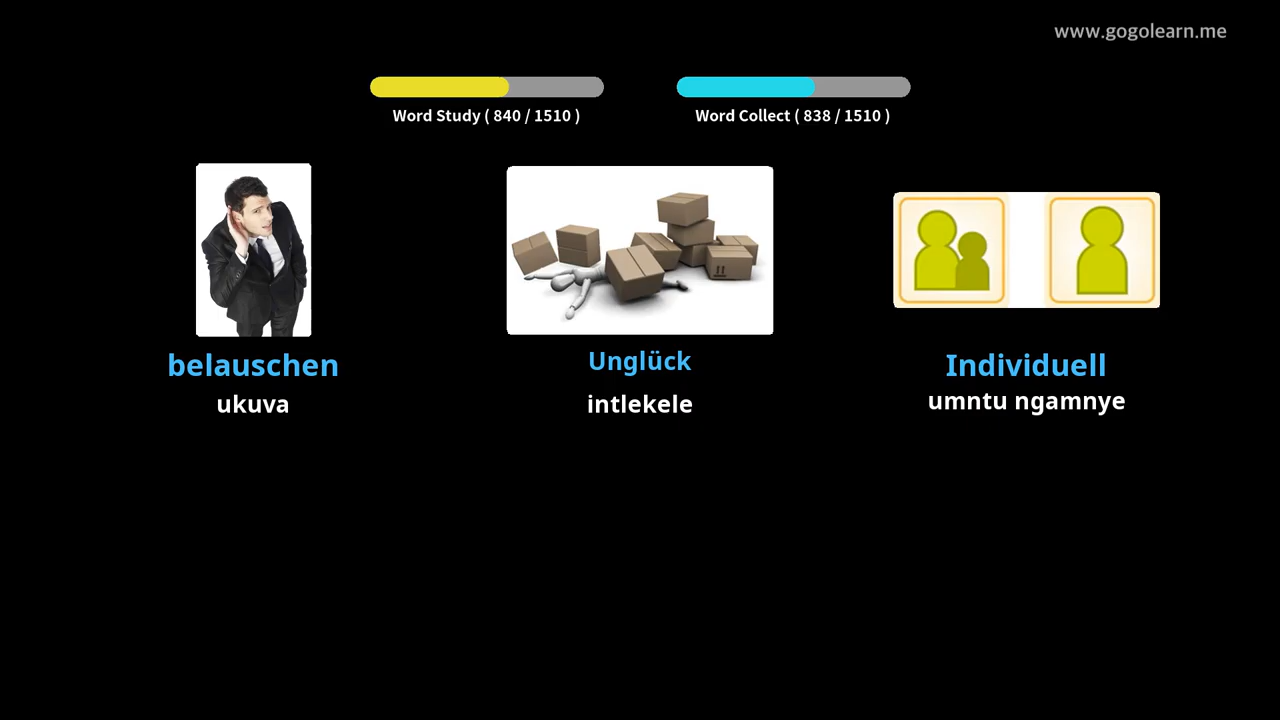 www.gogolearn.me
Word Study ( 840 / 1510 )
Word Collect ( 838 / 1510 )
belauschen
Unglück
Individuell
ukuva
intlekele
umntu ngamnye